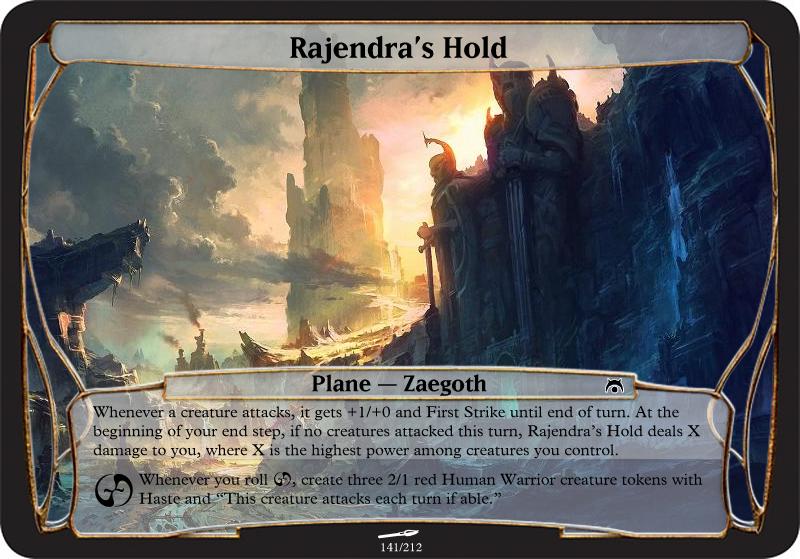 Rajendra's Hold
Plane — Zaegoth
Whenever a creature attacks, it gets +1/+0 and First Strike until end of turn. At the
beginning of your end step, if no creatures attacked this turn, Rajendra's Hold deals X
damage to you, where X is the highest power among creatures you control.
Whenever you roll , create three 2/1 red Human Warrior creature tokens with
Haste and “This creature attacks each turn if able.”
141/212